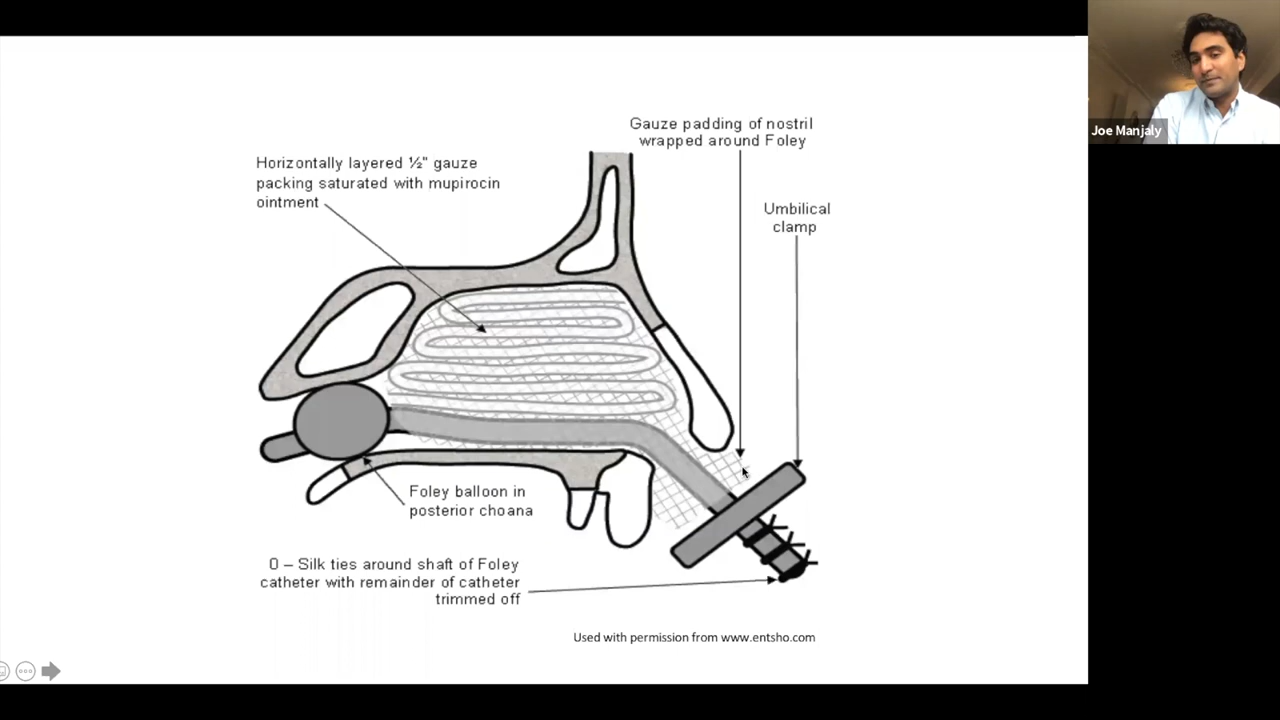 Gauze padding of nostril
wrapped around Foley
Horizontally layered ½" gauze
packing saturated with mupirocin
ointment
Umbilical
clamp
Foley balloon in
posterior choana
0 – Silk ties around shaft of Foley
catheter with remainder of catheter
trimmed off
Used with permission from www.entsho.com
Joe Manjaly